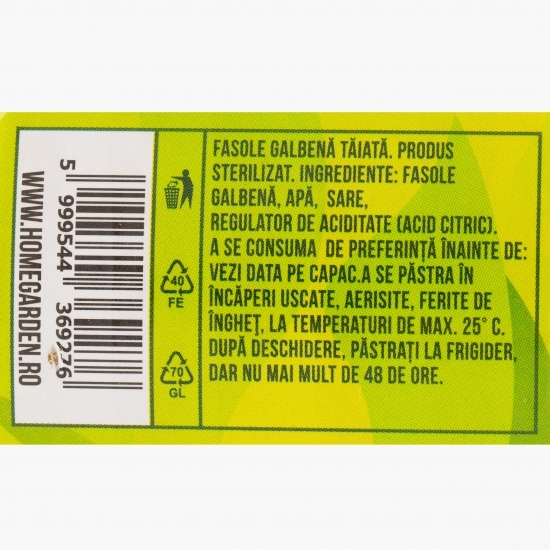 FASOLE GALBENĂ TĂIATĂ. PRODUS
STERILIZAT. INGREDIENTE: FASOLE
GALBENĂ, APĂ, SARE,
REGULATOR DE ACIDITATE (ACID CITRIC).
A SE CONSUMA DE PREFERINȚĂ ÎNAINTE DE:
VEZI DATA PE CAPAC.A SE PĂSTRA ÎN
ÎNCĂPERI USCATE, AERISITE, FERITE DE
ÎNGHEȚ, LA TEMPERATURI DE MAX. 25° C.
DUPĂ DESCHIDERE, PĂSTRAȚI LA FRIGIDER,
DAR NU MAI MULT DE 48 DE ORE.
40
FE
70
GL
5 999544 369276
WWW.HOMEGARDEN.RO